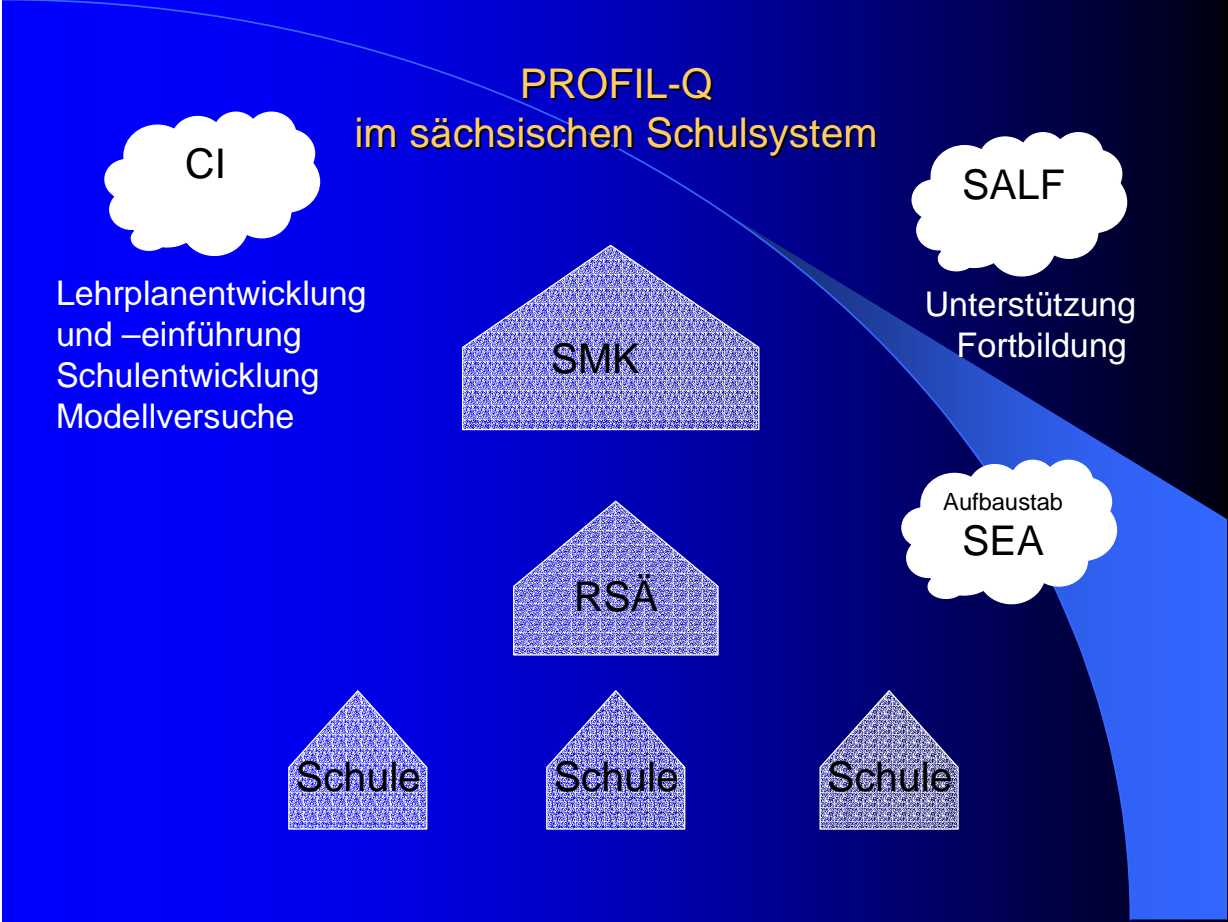 PROFIL-Q
im sächsischen Schulsystem
CI
Lehrplanentwicklung
und –einführung
Schulentwicklung
Modellversuche
SALF
Unterstützung
Fortbildung
SMK
Aufbaustab
SEA
RSÄ
Schule
Schule
Schule